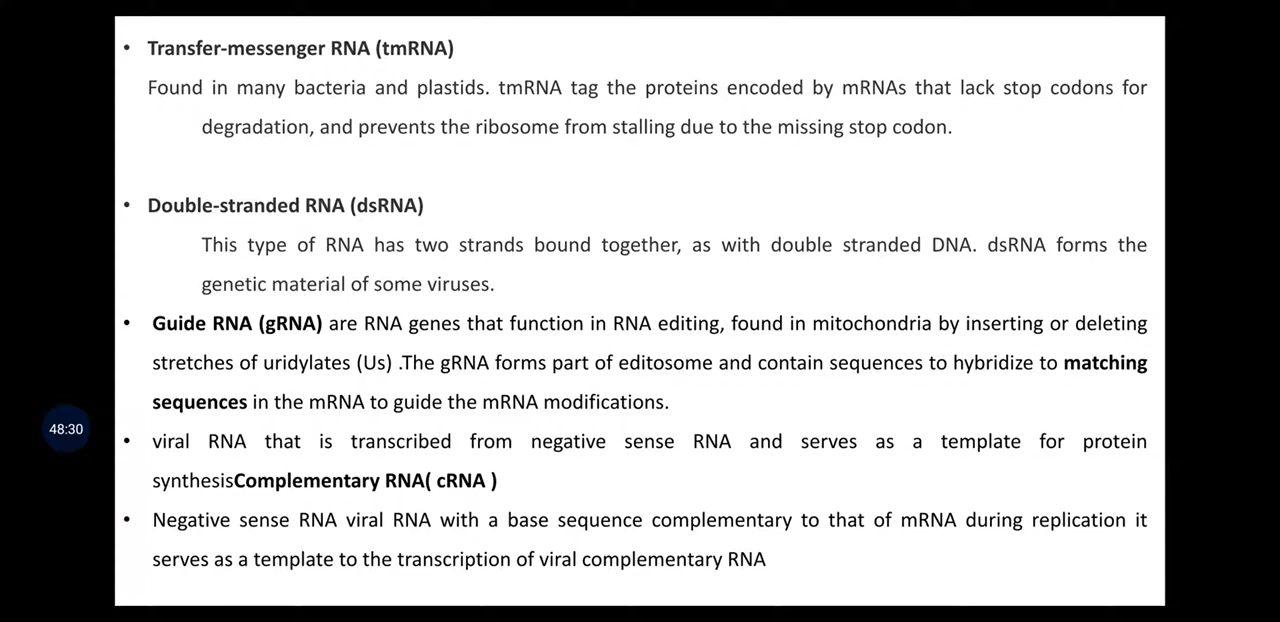 • Transfer-messenger RNA (tmRNA)
Found in many bacteria and plastids. tmRNA tag the proteins encoded by mRNAs that lack stop codons for
degradation, and prevents the ribosome from stalling due to the missing stop codon.
• Double-stranded RNA (dsRNA)
This type of RNA has two strands bound together, as with double stranded DNA. dsRNA forms the
genetic material of some viruses.
• Guide RNA (gRNA) are RNA genes that function in RNA editing, found in mitochondria by inserting or deleting
stretches of uridylates (Us) .The gRNA forms part of editosome and contain sequences to hybridize to matching
sequences in the mRNA to guide the mRNA modifications.
48:30
• viral RNA that is transcribed from negative sense RNA and serves as a template for protein
synthesisComplementary RNA( cRNA )
• Negative sense RNA viral RNA with a base sequence complementary to that of mRNA during replication it
serves as a template to the transcription of viral complementary RNA